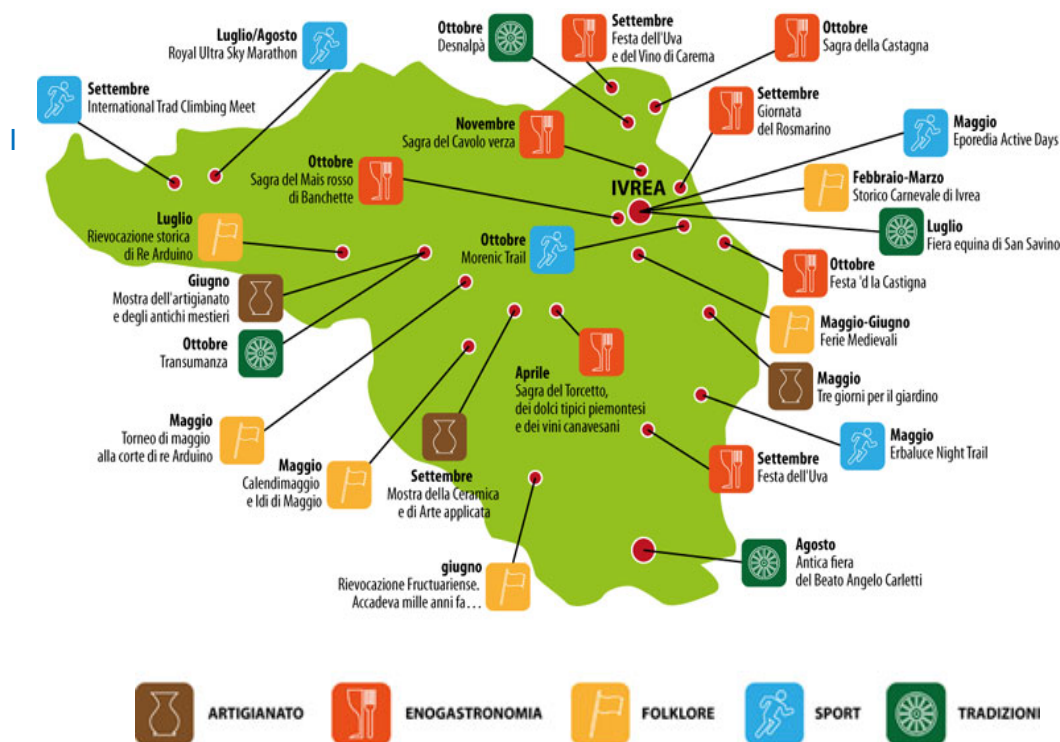 Luglio/Agosto
Royal Ultra Sky Marathon
Ottobre
Desnalpà
Settembre
Festa dell'Uva
e del Vino di Carema
Ottobre
Sagra della Castagna
Settembre
International Trad Climbing Meet
Novembre
Sagra del Cavolo verza
Settembre
Giornata
del Rosmarino
Maggio
Eporedia Active Days
Ottobre
Sagra del Mais rosso
di Banchette
IVREA
Febbraio-Marzo
Storico Carnevale di Ivrea
Luglio
Rievocazione storica
di Re Arduino
Ottobre
Morenic Trail
Luglio
Fiera equina di San Savino
Ottobre
Festa 'd la Castigna
Giugno
Mostra dell'artigianato
e degli antichi mestieri
Maggio-Giugno
Ferie Medievali
Ottobre
Transumanza
Aprile
Sagra del Torcetto,
dei dolci tipici piemontesi
e dei vini canavesani
Maggio
Tre giorni per il giardino
Maggio
Torneo di maggio
alla corte di re Arduino
Maggio
Erbaluce Night Trail
Maggio
Calendimaggio
e Idi di Maggio
Settembre
Mostra della Ceramica
e di Arte applicata
Settembre
Festa dell'Uva
giugno
Rievocazione Fructuariense.
Accadeva mille anni fa...
Agosto
Antica fiera
del Beato Angelo Carletti
ARTIGIANATO
ENOGASTRONOMIA
FOLKLORE
SPORT
TRADIZIONI